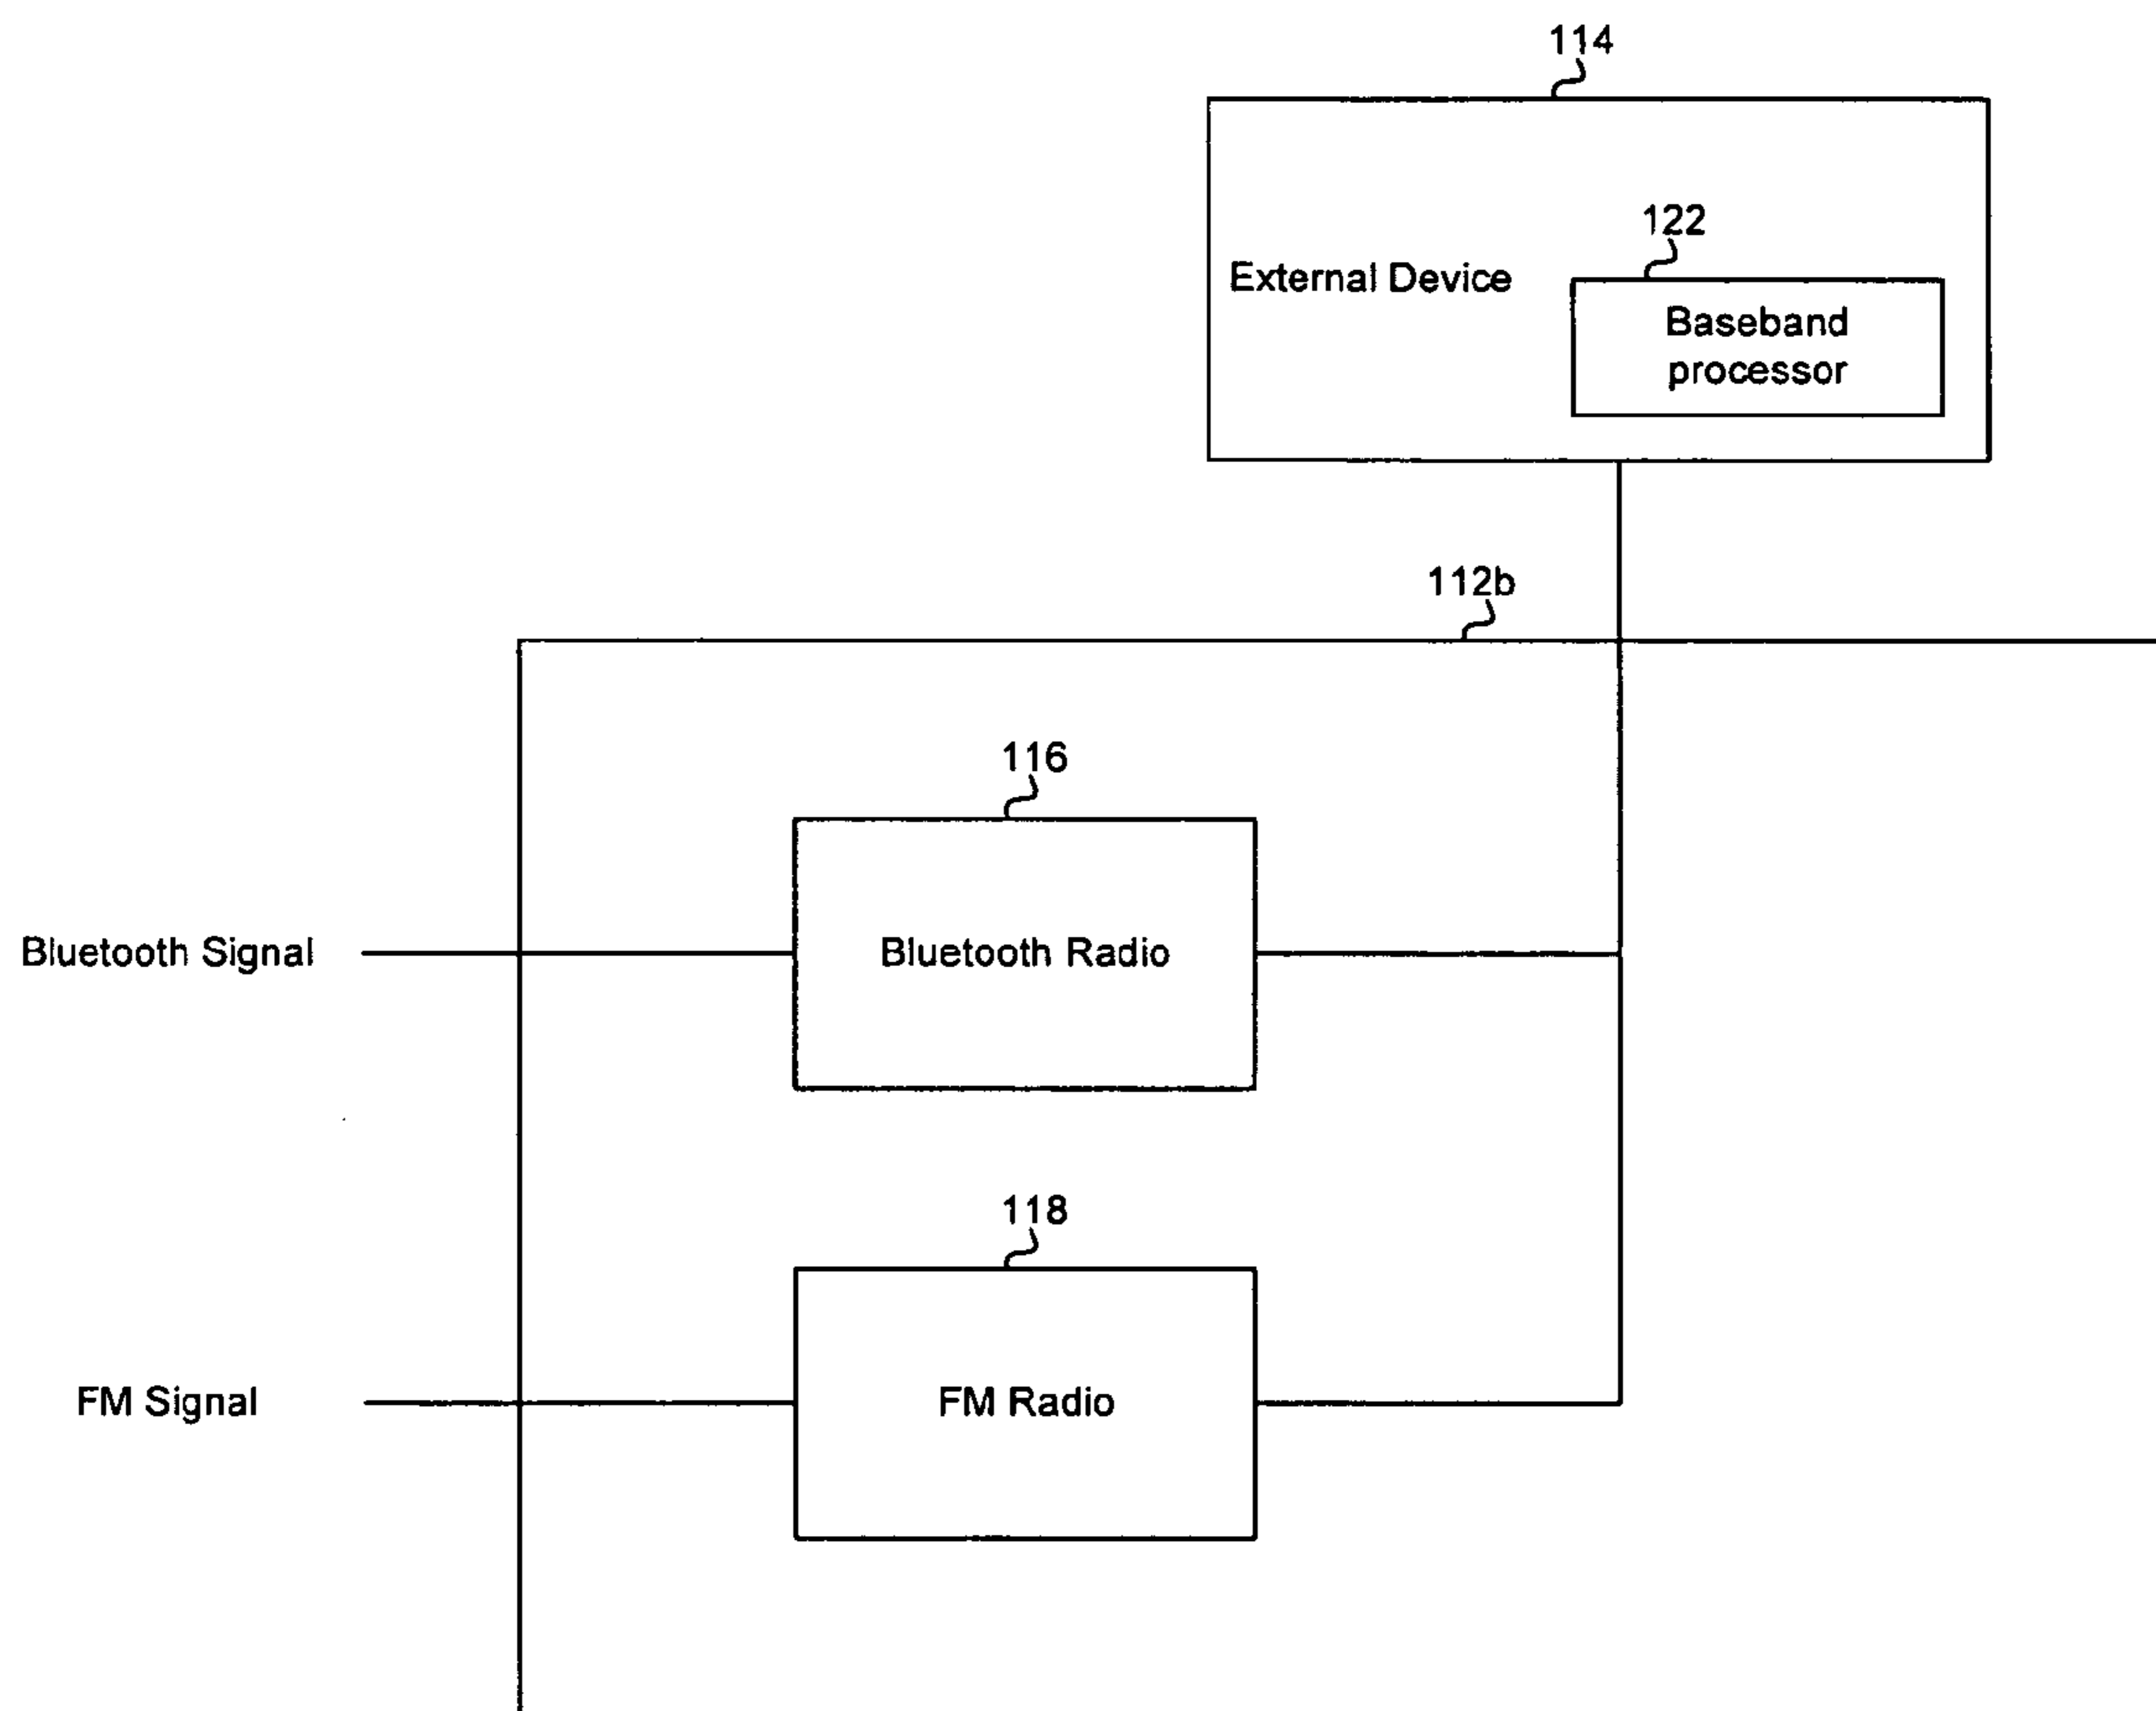 114
122
External Device
Baseband
processor
112b
116
Bluetooth Signal
Bluetooth Radio
118
FM Signal
FM Radio